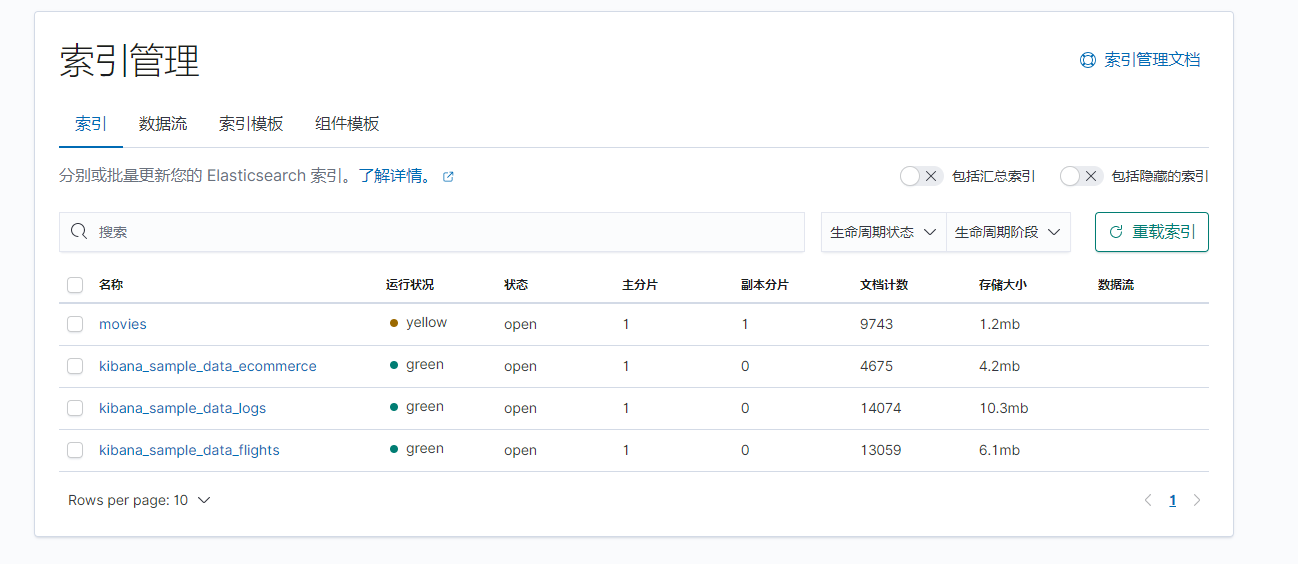 索引管理
索引管理文档
索引 数据流 索引模板 组件模板
分别或批量更新您的 Elasticsearch 索引。了解详情。 包括汇总索引 包括隐藏的索引
搜索 生命周期状态 生命周期阶段 重载索引
名称 运行状况 状态 主分片 副本分片 文档计数 存储大小 数据流
movies yellow open 1 1 9743 1.2mb
kibana_sample_data_ecommerce green open 1 0 4675 4.2mb
kibana_sample_data_logs green open 1 0 14074 10.3mb
kibana_sample_data_flights green open 1 0 13059 6.1mb
Rows per page: 10 1